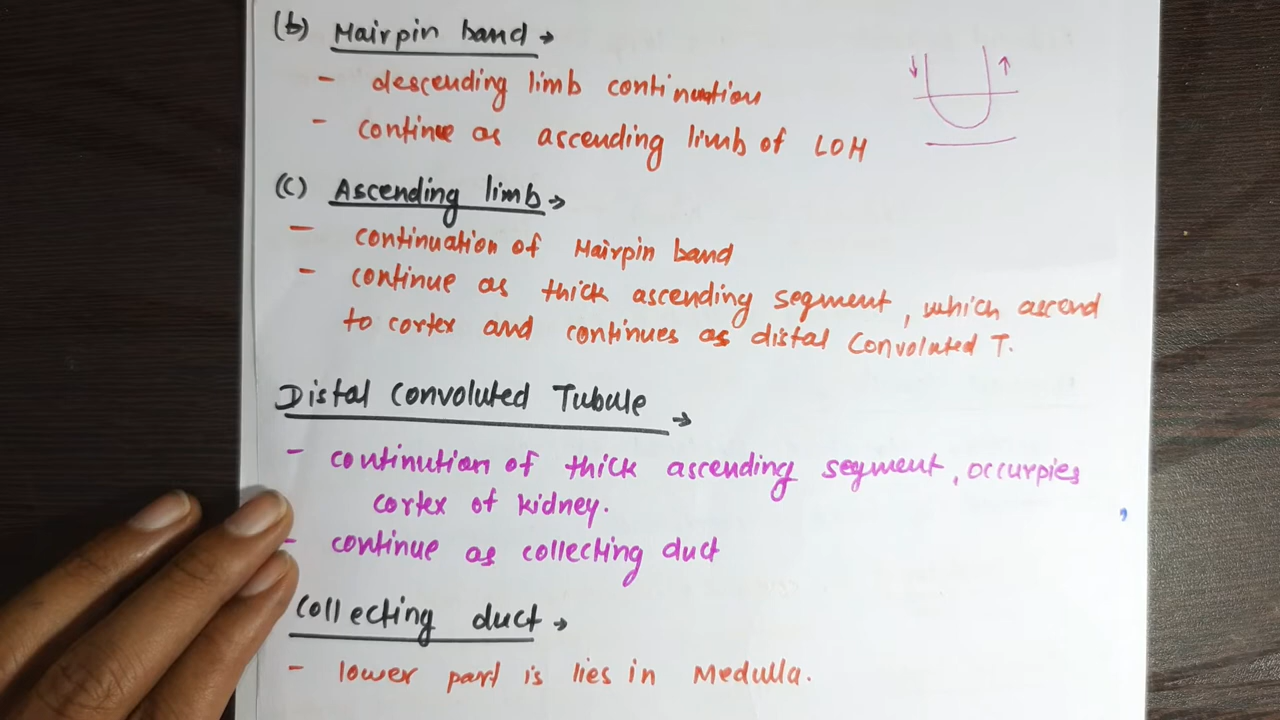 (b) Hairpin band →
- descending limb continuation
- continue as ascending limb of LOH
(c) Ascending limb →
- continuation of Hairpin band
- continue as thick ascending segment, which ascend
to cortex and continues as distal Convoluted T.
Distal Convoluted Tubule →
- continution of thick ascending segment, occurpies
cortex of kidney.
- continue as collecting duct
Collecting duct →
- lower part is lies in Medulla.